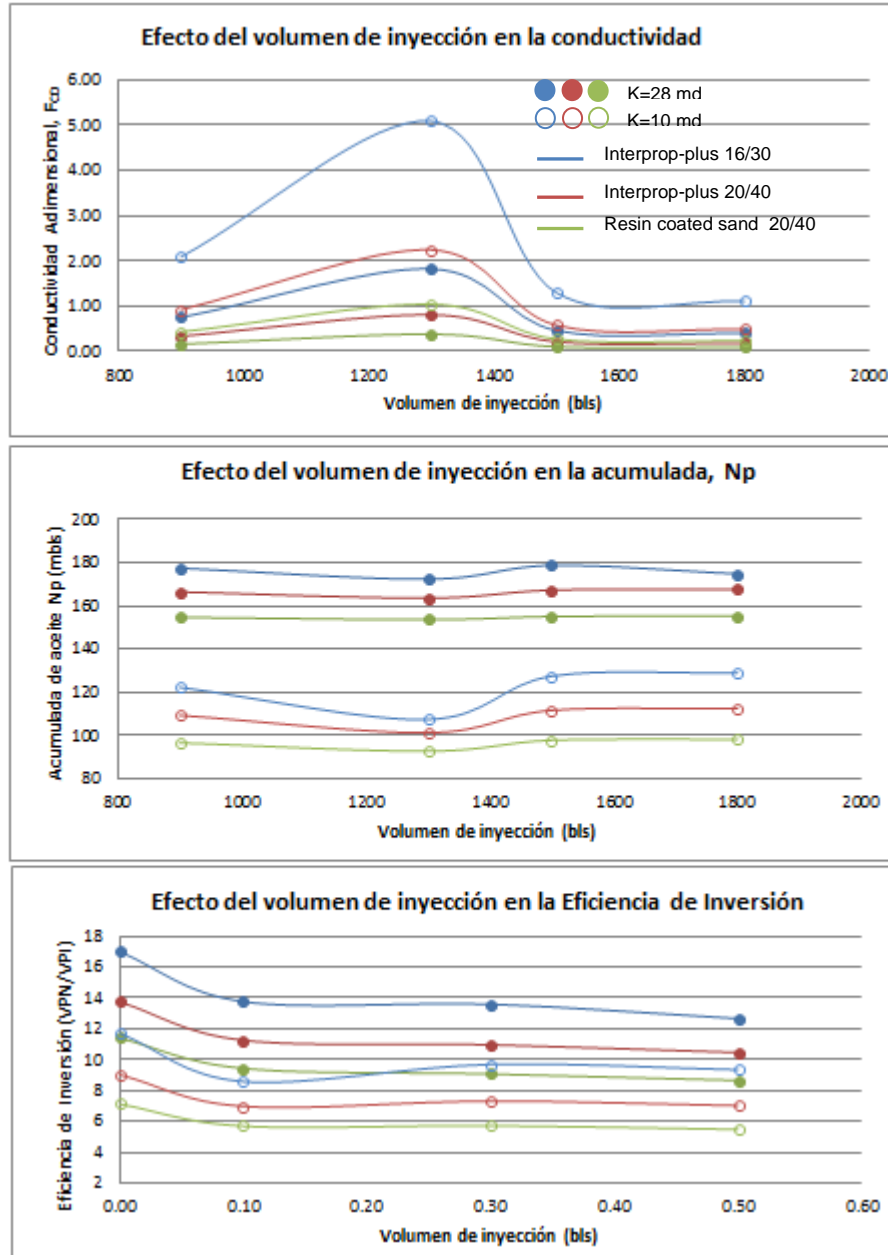 Efecto del volumen de inyección en la conductividad
Conductividad Adimensional, FCD
6.00
5.00
4.00
3.00
2.00
1.00
0.00
K=28 md
K=10 md
Interprop-plus 16/30
Interprop-plus 20/40
Resin coated sand 20/40
800 1000 1200 1400 1600 1800 2000
Volumen de inyección (bls)
Efecto del volumen de inyección en la acumulada, Np
Acumulada de aceite Np (mbls)
200
180
160
140
120
100
80
800 1000 1200 1400 1600 1800 2000
Volumen de inyección (bls)
Efecto del volumen de inyección en la Eficiencia de Inversión
Eficiencia de Inversión (VPN/VPI)
18
16
14
12
10
8
6
4
2
0.00 0.10 0.20 0.30 0.40 0.50 0.60
Volumen de inyección (bls)